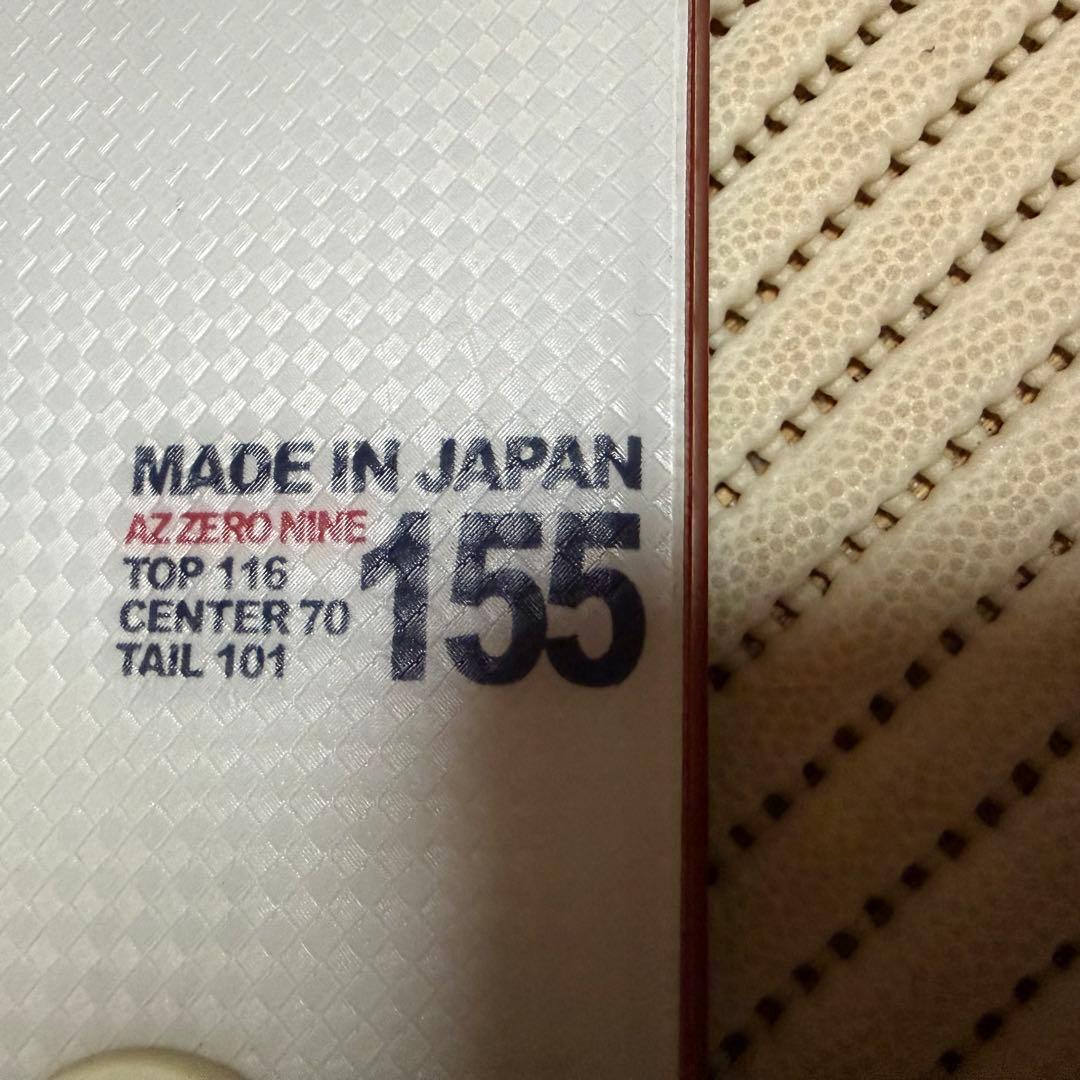 MADE IN JAPAN
AZ ZERO NINE
TOP 116
CENTER 70
TAIL 101
155